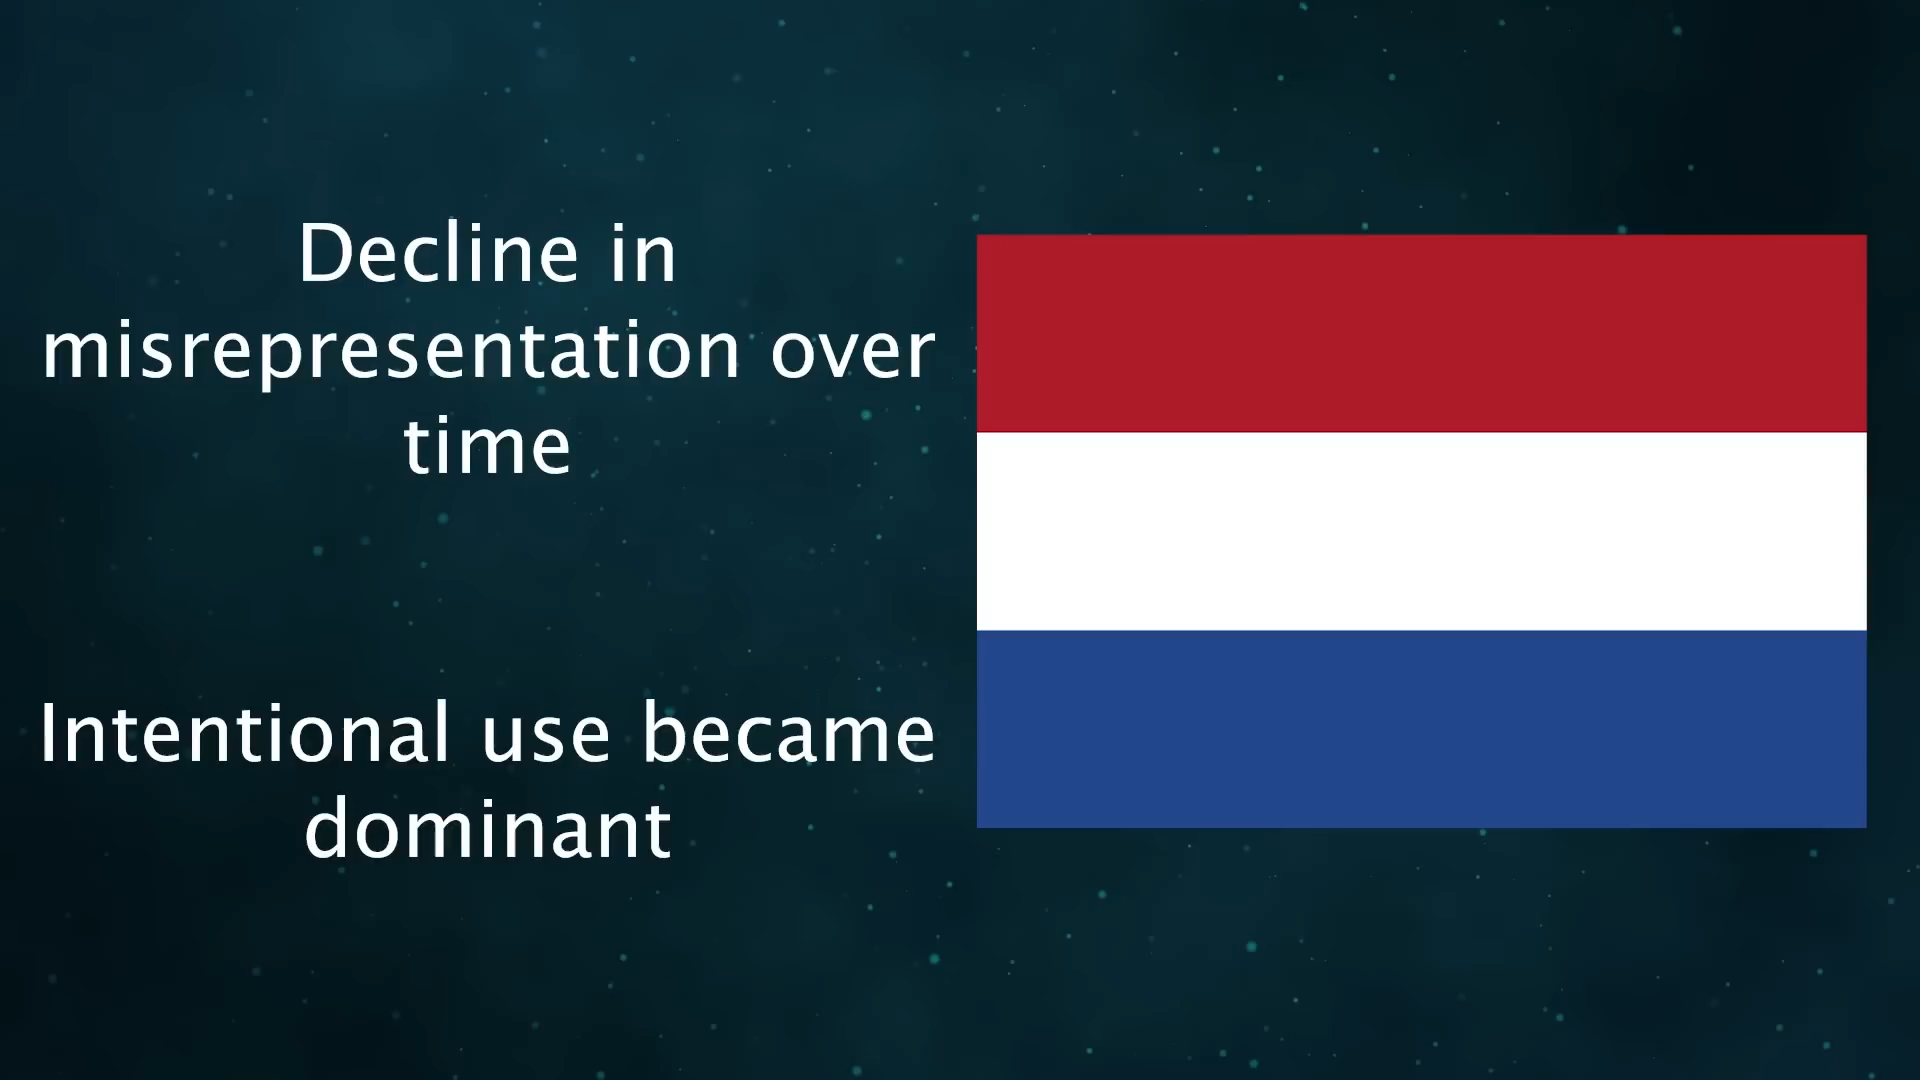 Decline in
misrepresentation over
time
Intentional use became
dominant